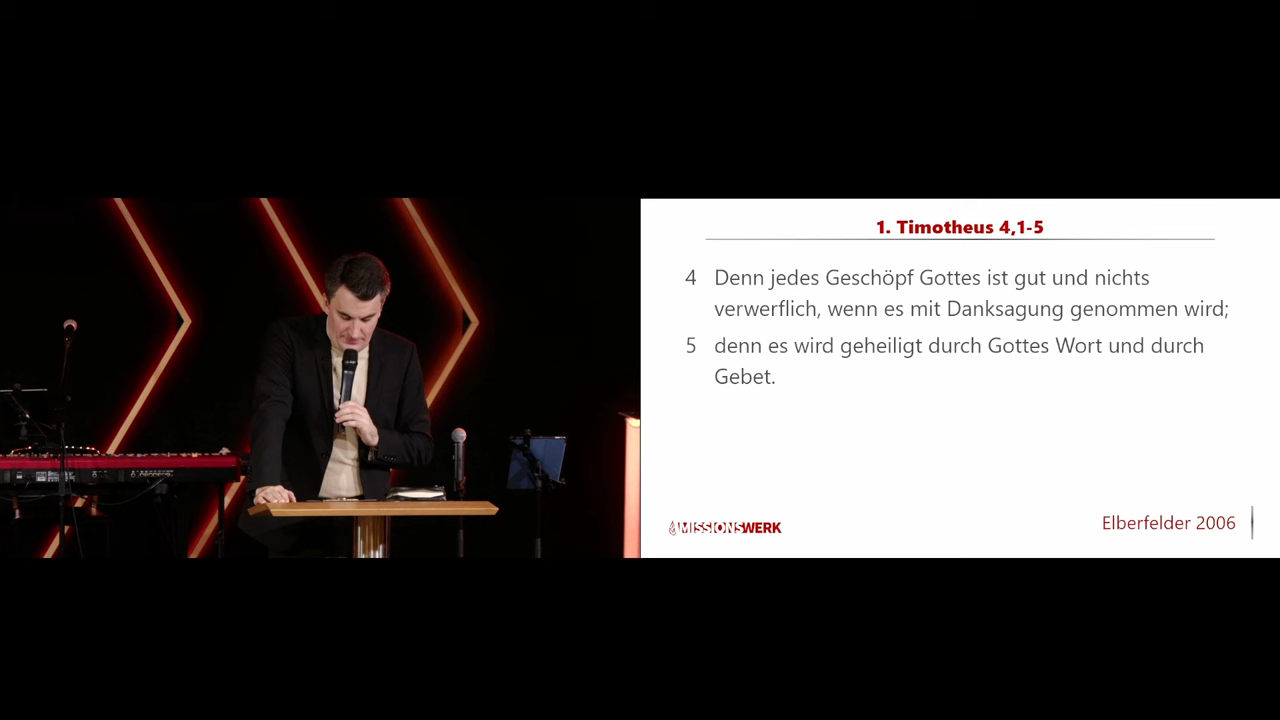 1. Timotheus 4,1-5
4 Denn jedes Geschöpf Gottes ist gut und nichts
verwerflich, wenn es mit Danksagung genommen wird;
5 denn es wird geheiligt durch Gottes Wort und durch
Gebet.
MISSIONSWERK
Elberfelder 2006